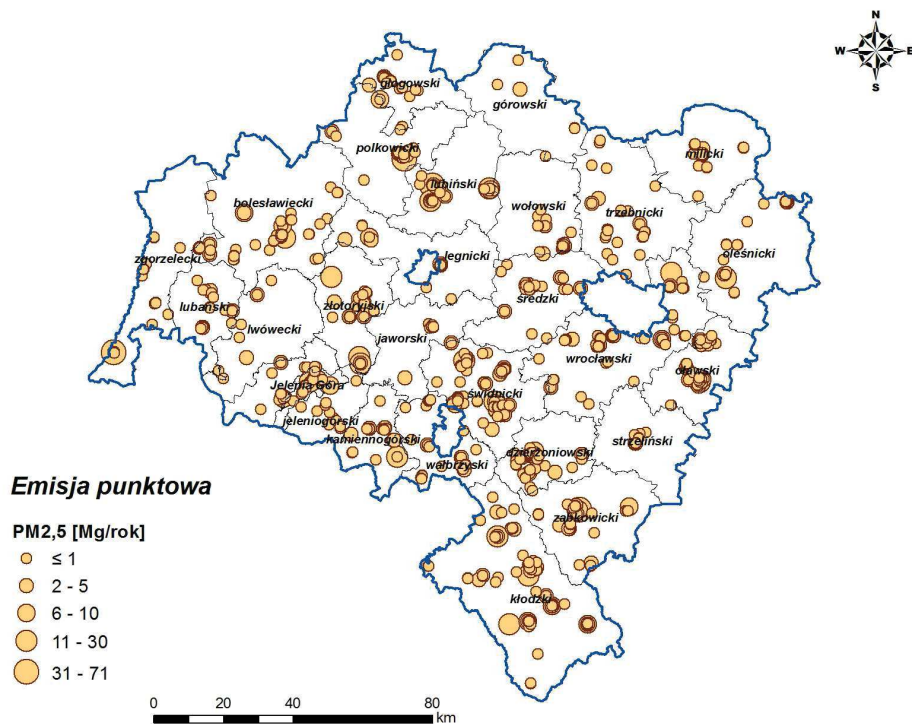 N
W E
S
głogowski
górowski
polkowicki
milicki
lubiński
bolesławiecki
wołowski
trzebnicki
oleśnicki
zgorzelecki
legnicki
lubański
złotoryjski
średzki
lwówecki
jaworski
wrocławski
oławski
Jelenia Góra
świdnicki
jeleniogórski
kamiennogórski
strzeliński
dzierżoniowski
wałbrzyski
ząbkowicki
kłodzki
Emisja punktowa
PM2,5 [Mg/rok]
≤ 1
2 - 5
6 - 10
11 - 30
31 - 71
0 20 40 60 80
km